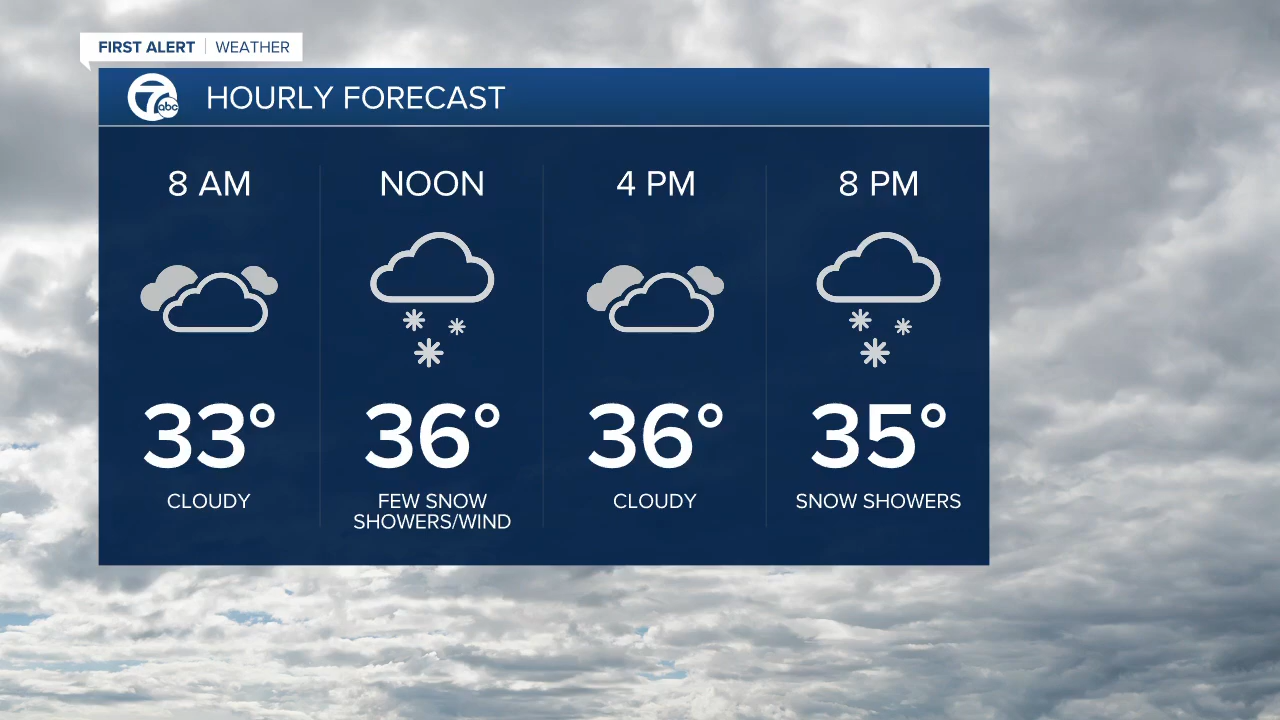 FIRST ALERT | WEATHER
7 abc HOURLY FORECAST
8 AM
33°
CLOUDY
NOON
36°
FEW SNOW
SHOWERS/WIND
4 PM
36°
CLOUDY
8 PM
35°
SNOW SHOWERS